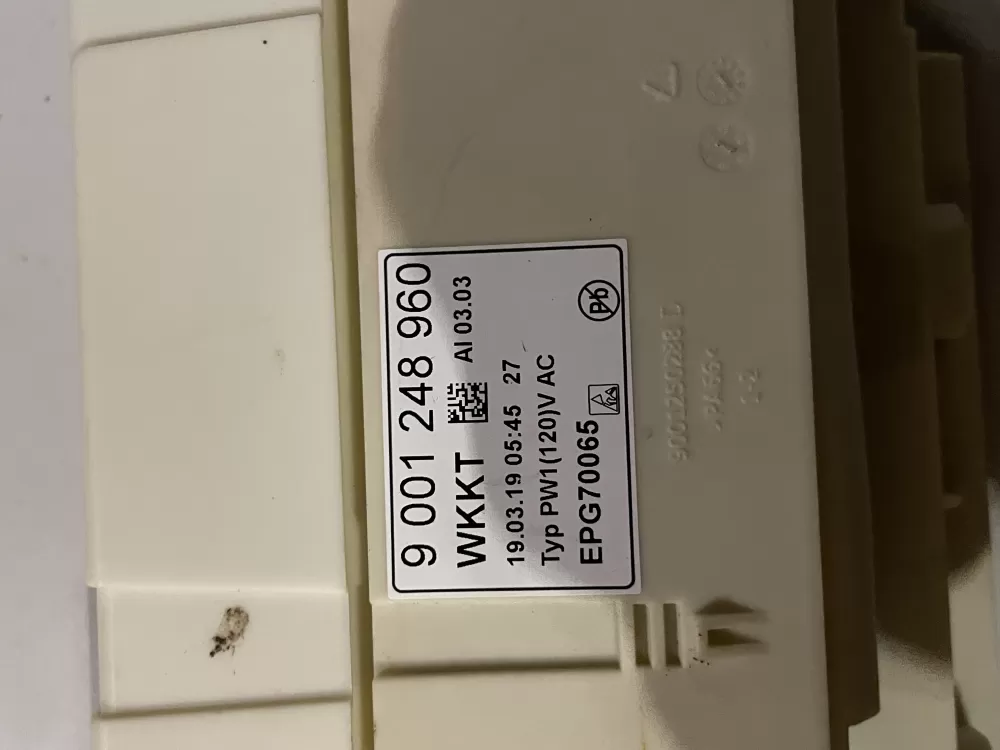 9 001 248 960
WKKT AI 03.03
19.03.19 05:45 27
Typ PW1(120)V AC
EPG70065
Pb